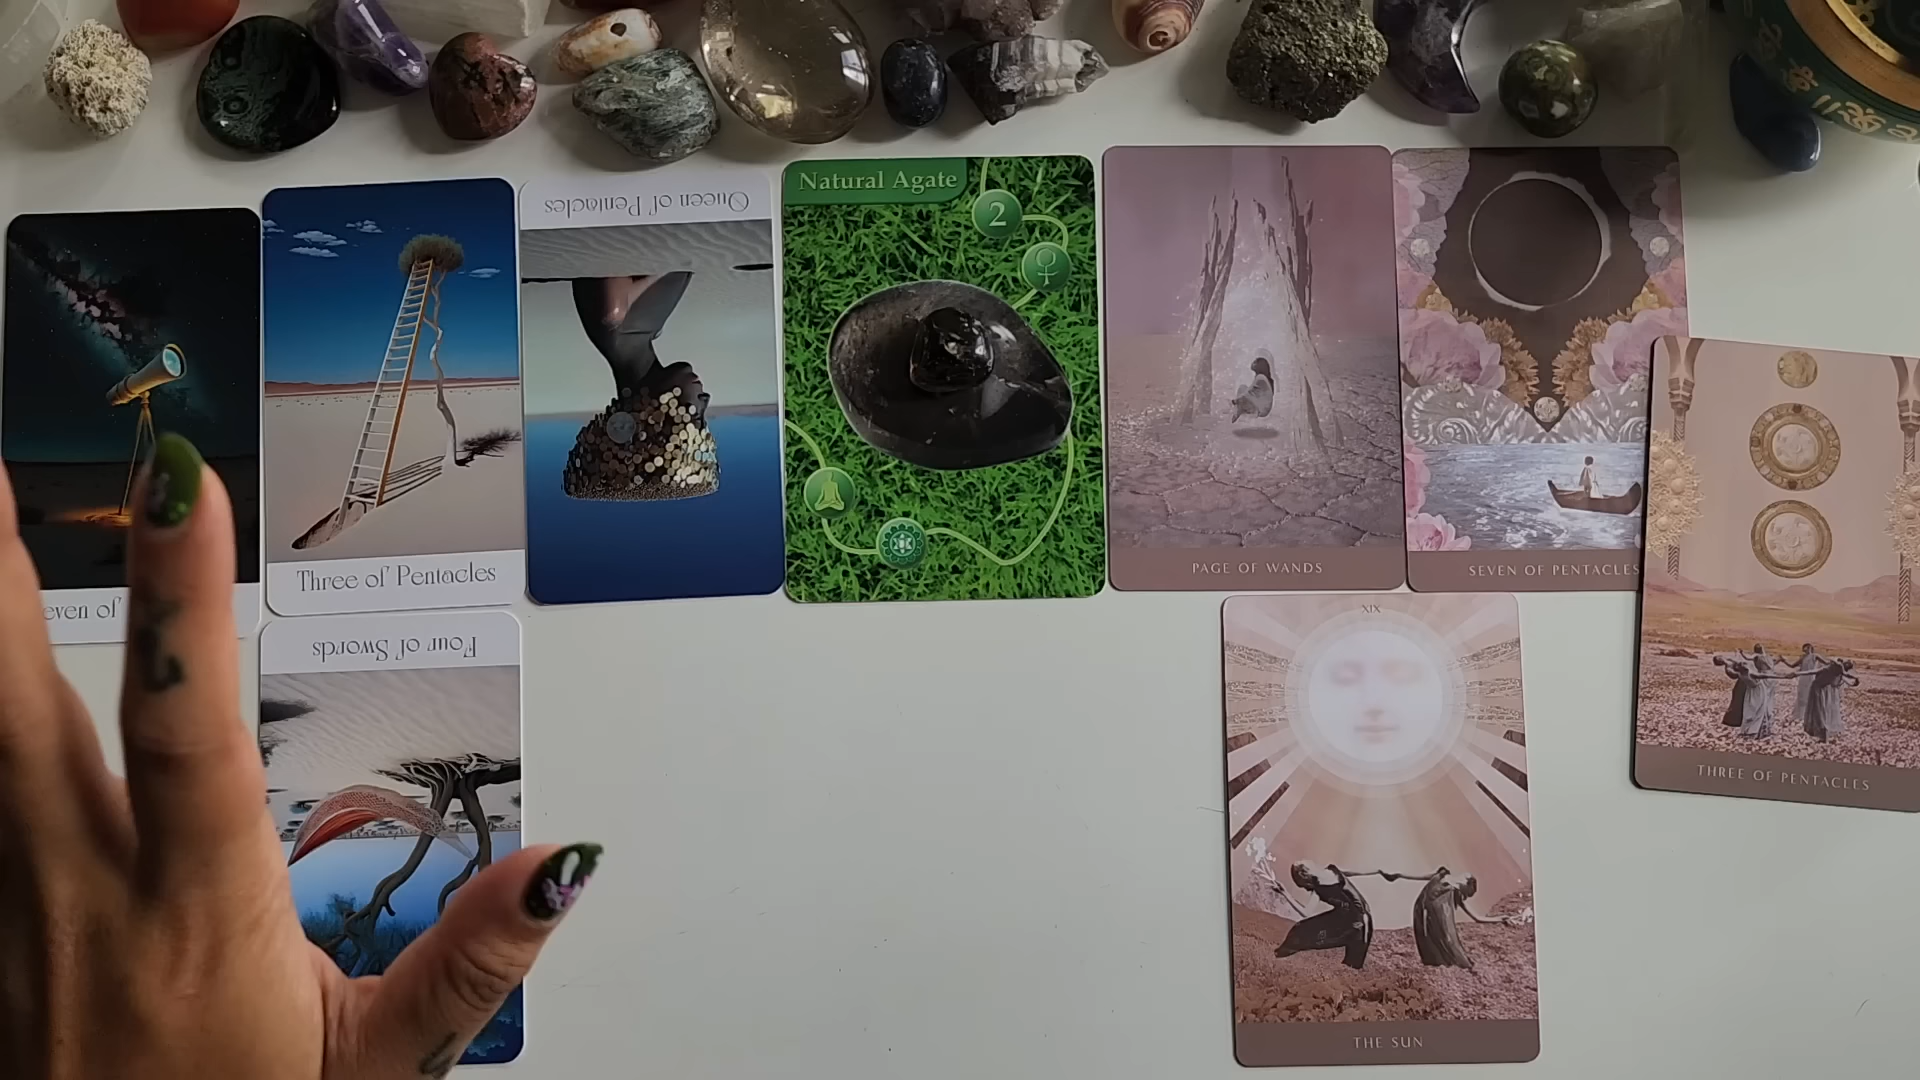 Natural Agate
2
Queen of Pentacles
PAGE OF WANDS
SEVEN OF PENTACLES
Three of Pentacles
even of
Four of Swords
XIX
THREE OF PENTACLES
THE SUN